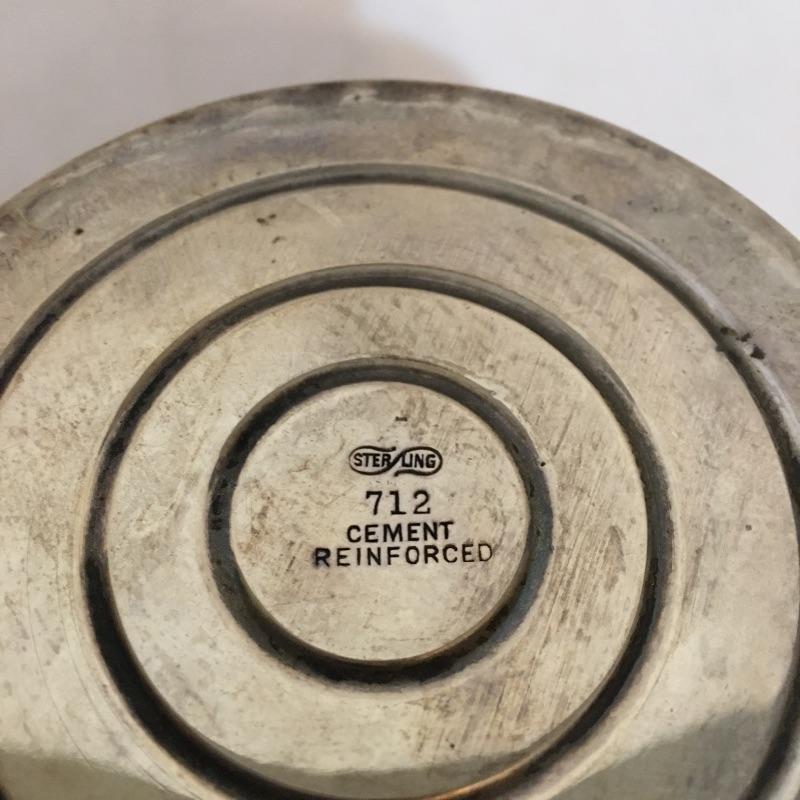 STERLING
712
CEMENT
REINFORCED